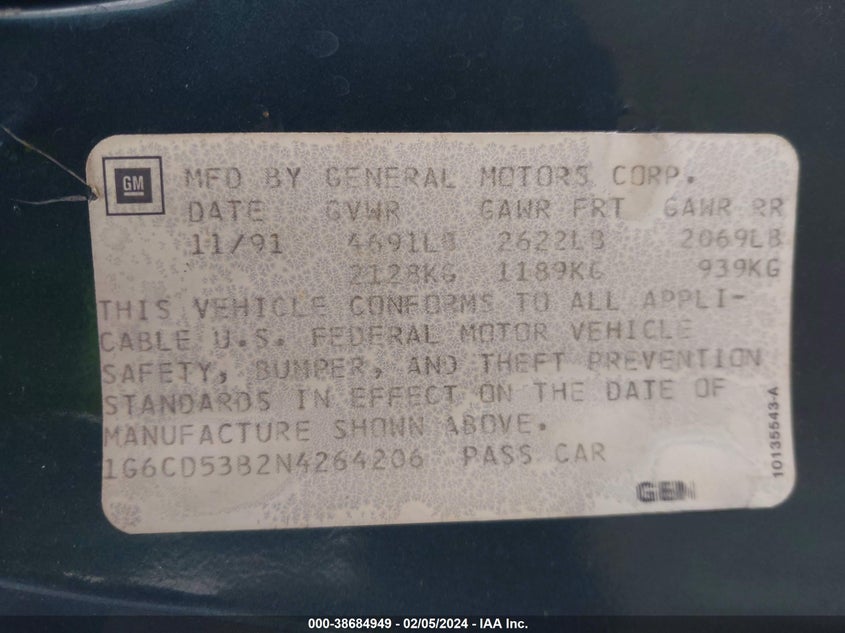 GM
MFD BY GENERAL MOTORS CORP.
DATE GVWR GAWR FRT GAWR RR
11/91 4691LB 2622LB 2069LB
2128KG 1189KG 939KG
THIS VEHICLE CONFORMS TO ALL APPLI-
CABLE U.S. FEDERAL MOTOR VEHICLE
SAFETY, BUMPER, AND THEFT PREVENTION
STANDARDS IN EFFECT ON THE DATE OF
MANUFACTURE SHOWN ABOVE.
1G6CD53B2N4264206 PASS CAR
GEN
10135543-A
000-38684949 - 02/05/2024 - IAA Inc.